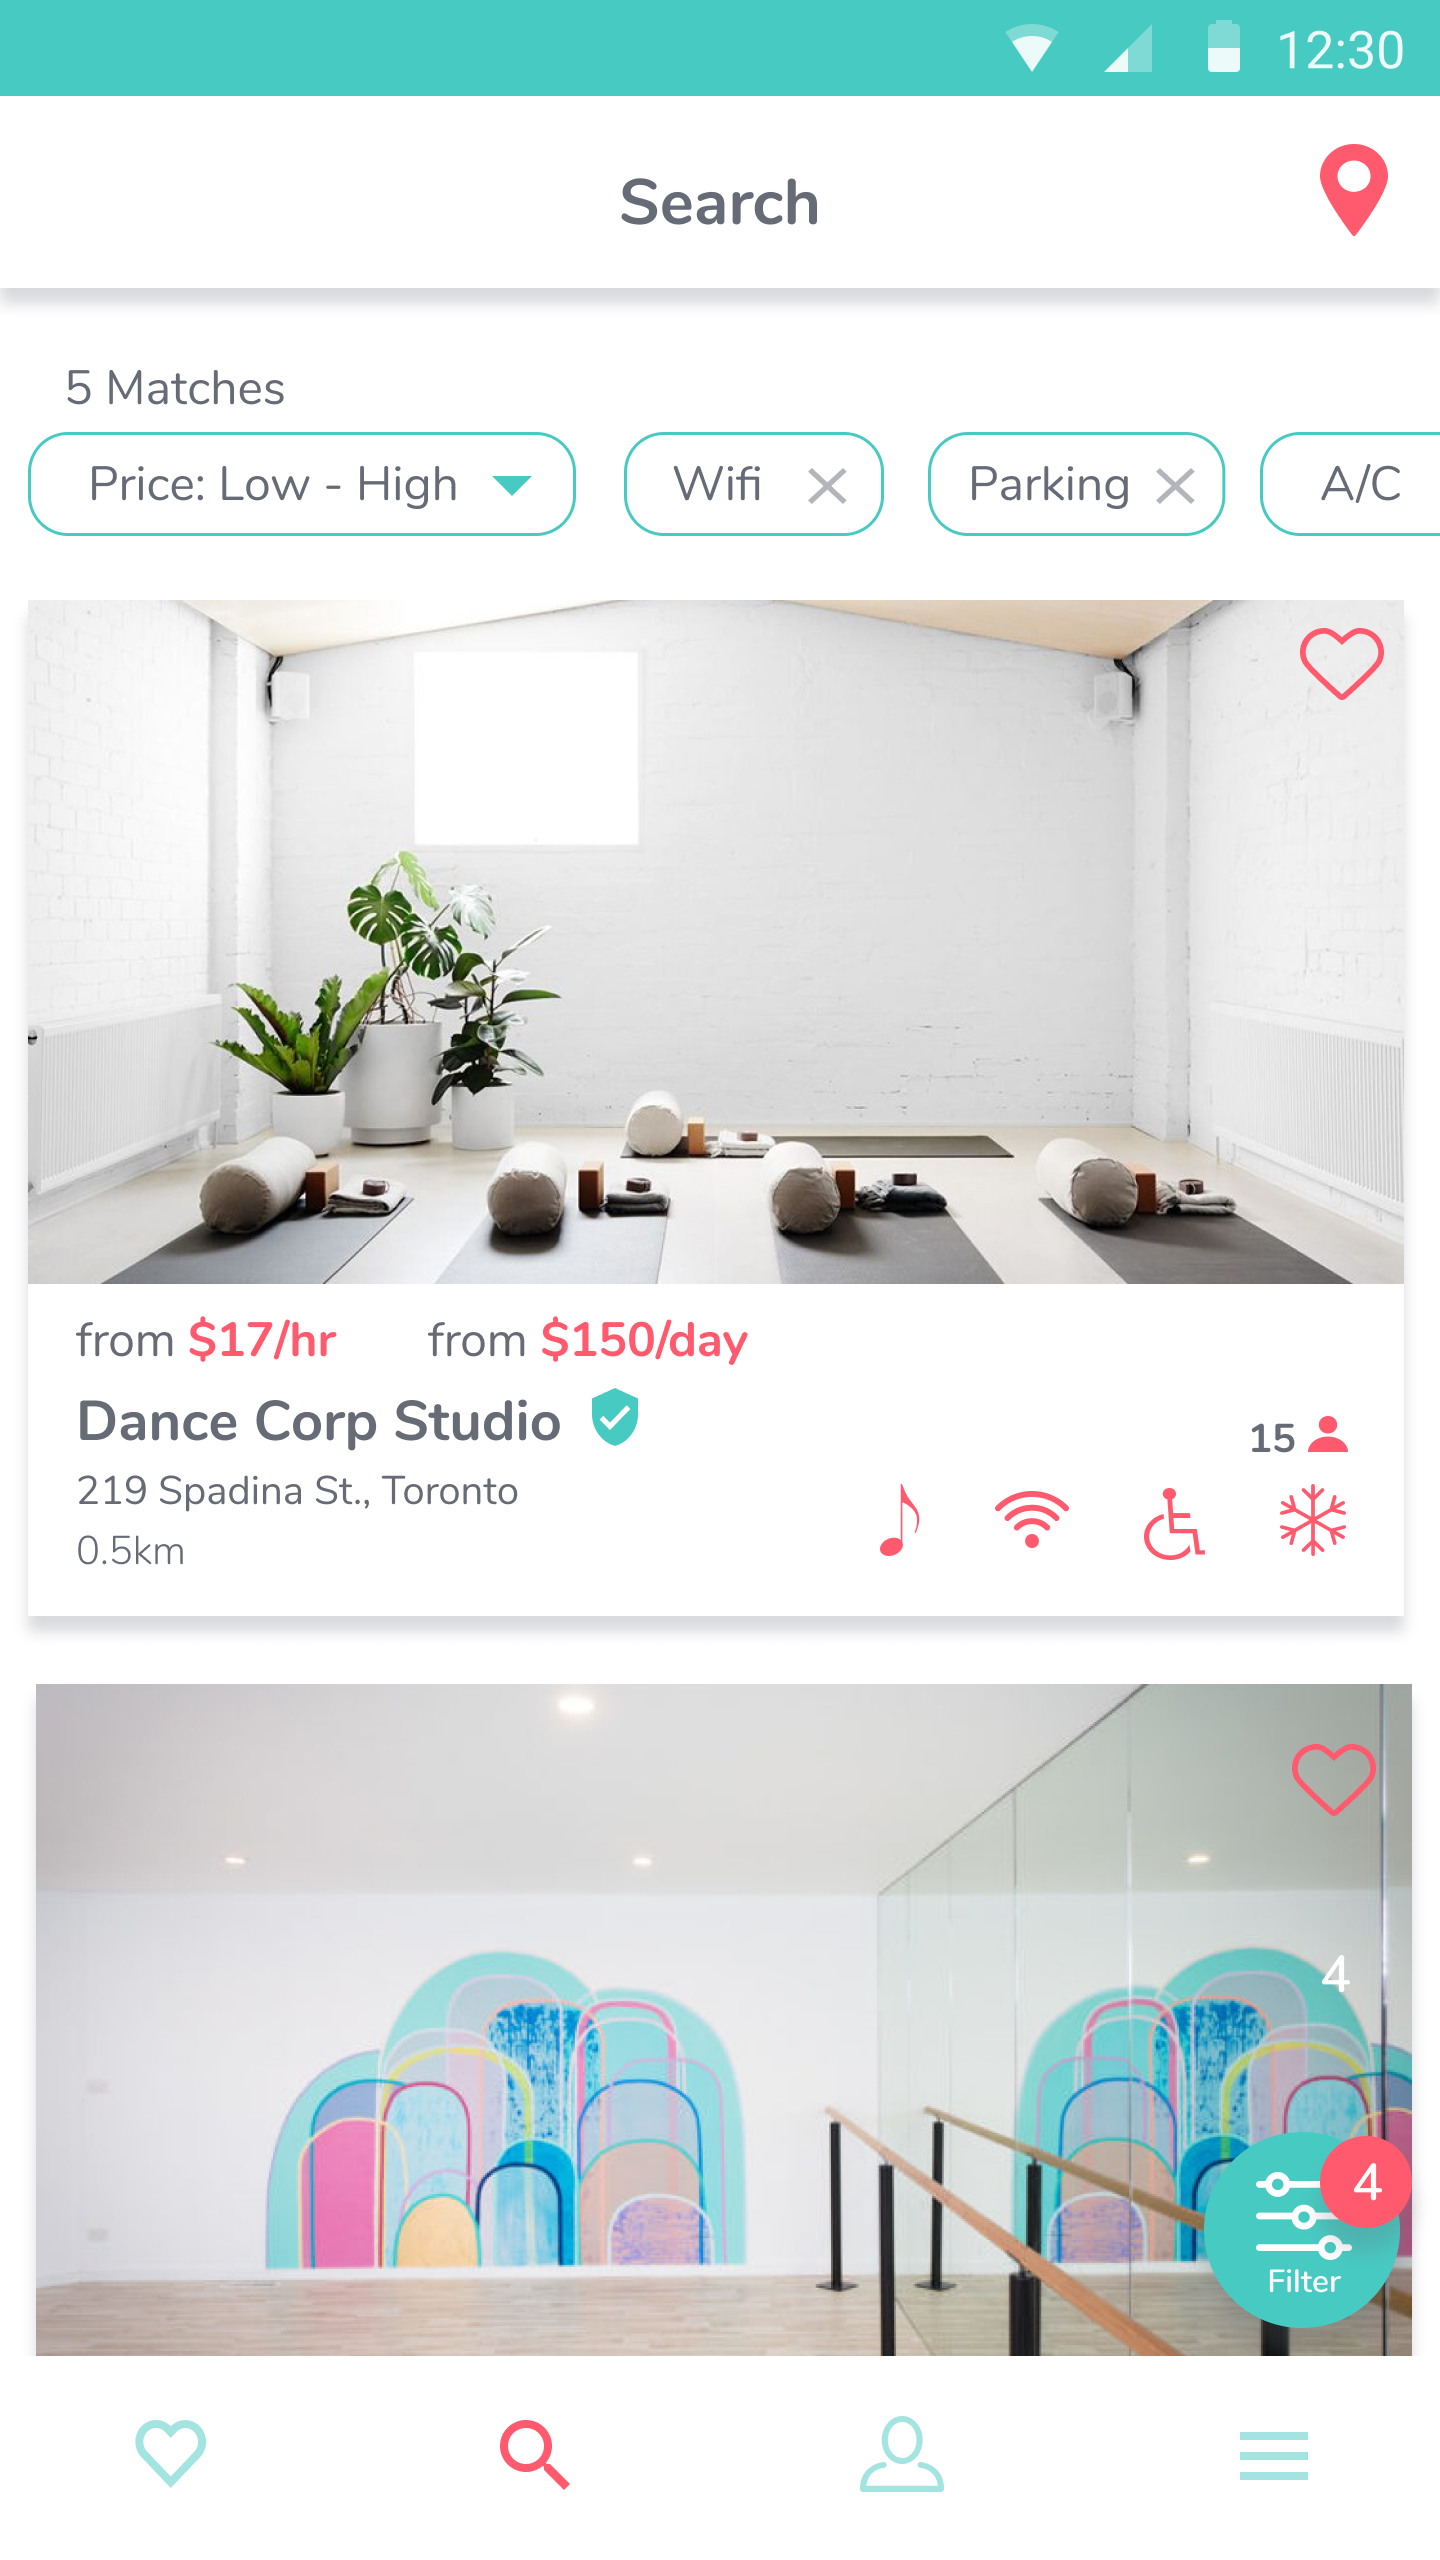 12:30
Search
5 Matches
Price: Low - High
Wifi
Parking
A/C
from $17/hr
from $150/day
Dance Corp Studio
15
219 Spadina St., Toronto
0.5km
4
4
Filter